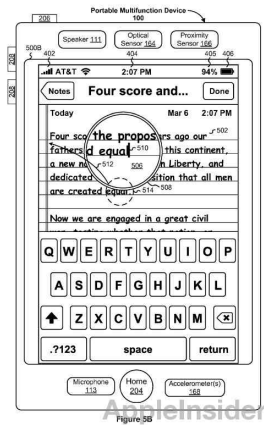 Portable Multifunction Device
100
206
Speaker 111
Optical Sensor 164
Proximity Sensor 166
208
208
500B
402
404
405
406
AT&T
2:07 PM
94%
Notes
Four score and...
Done
Today
Mar 6
2:07 PM
Four sco the propos rs ago our 502
fathers d equal 510 this continent,
a new na 512 506 n Liberty, and
dedicated sition that all men
508
are created equal. 514
Now we are engaged in a great civil
Q W E R T Y U I O P
A S D F G H J K L
Z X C V B N M
.?123
space
return
Microphone 113
Home 204
Accelerometer(s) 168
AppleInsider
Figure 5B